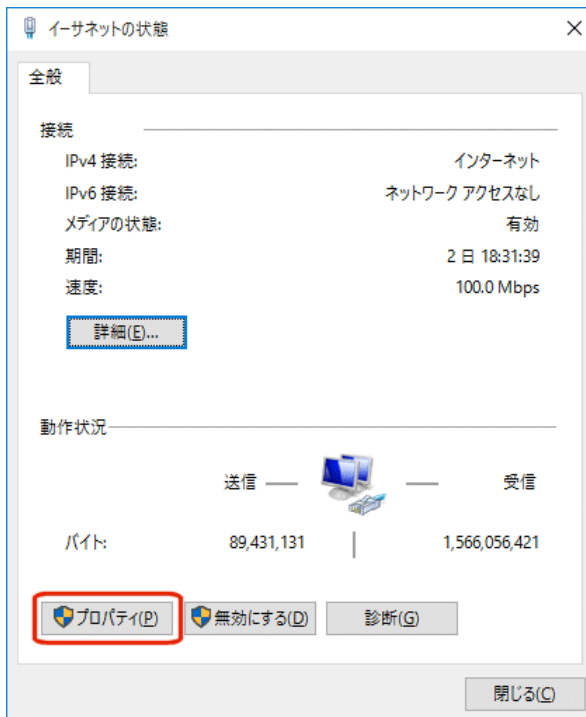 イーサネットの状態
全般
接続
IPv4 接続: インターネット
IPv6 接続: ネットワーク アクセスなし
メディアの状態: 有効
期間: 2 日 18:31:39
速度: 100.0 Mbps
詳細(E)...
動作状況
送信 受信
バイト: 89,431,131 1,566,056,421
プロパティ(P) 無効にする(D) 診断(G)
閉じる(C)